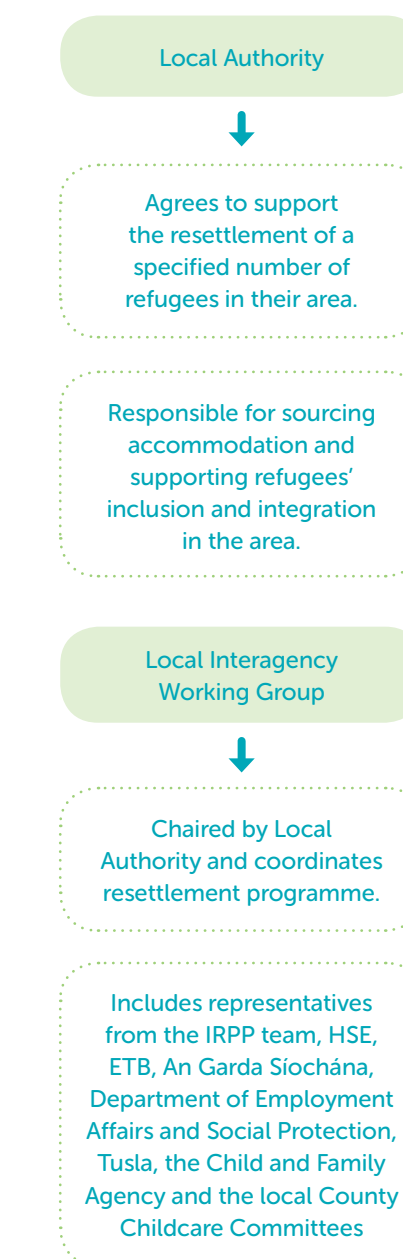 Local Authority
Agrees to support
the resettlement of a
specified number of
refugees in their area.
Responsible for sourcing
accommodation and
supporting refugees’
inclusion and integration
in the area.
Local Interagency
Working Group
Chaired by Local
Authority and coordinates
resettlement programme.
Includes representatives
from the IRPP team, HSE,
ETB, An Garda Síochána,
Department of Employment
Affairs and Social Protection,
Tusla, the Child and Family
Agency and the local County
Childcare Committees